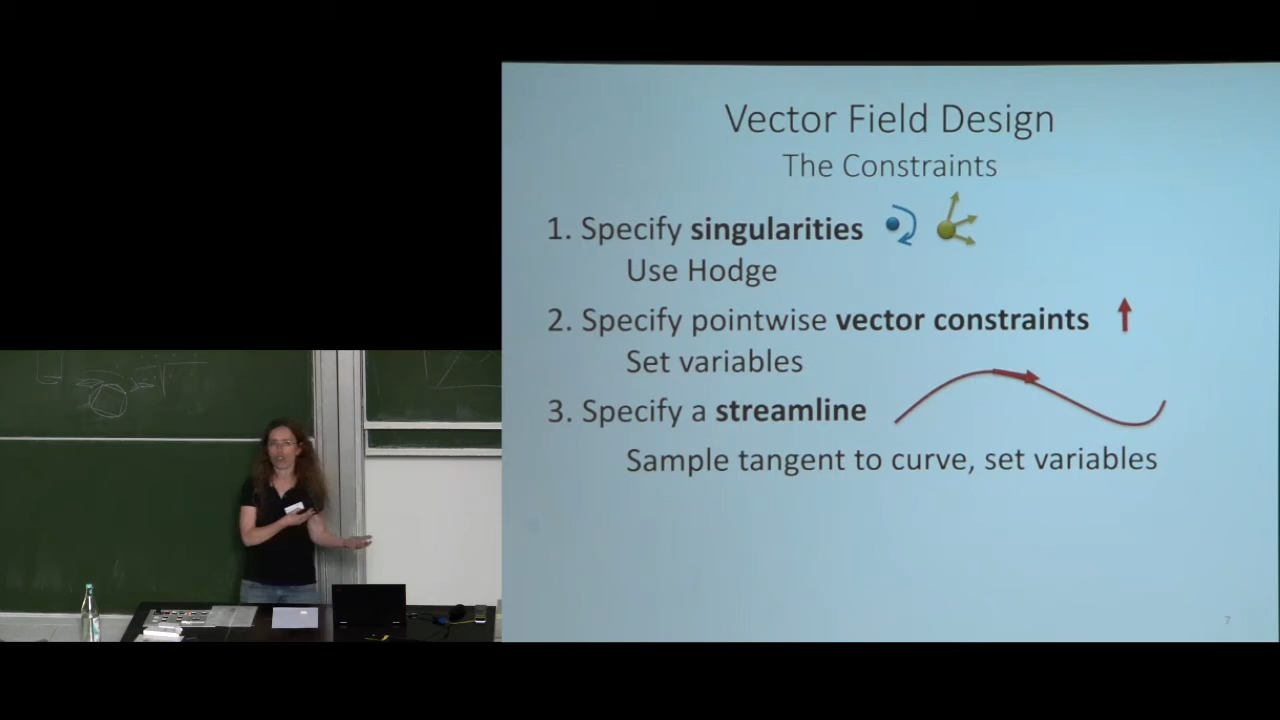 Vector Field Design
The Constraints
1. Specify singularities
Use Hodge
2. Specify pointwise vector constraints
Set variables
3. Specify a streamline
Sample tangent to curve, set variables
7